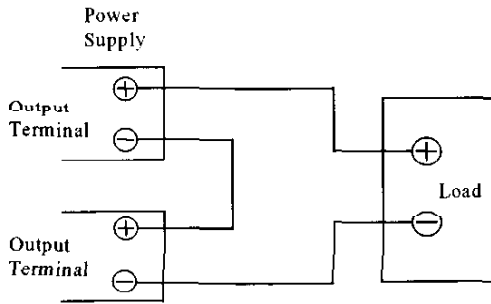 Power
Supply
+
Output
Terminal
−
+
Load
+
−
Output
Terminal
−